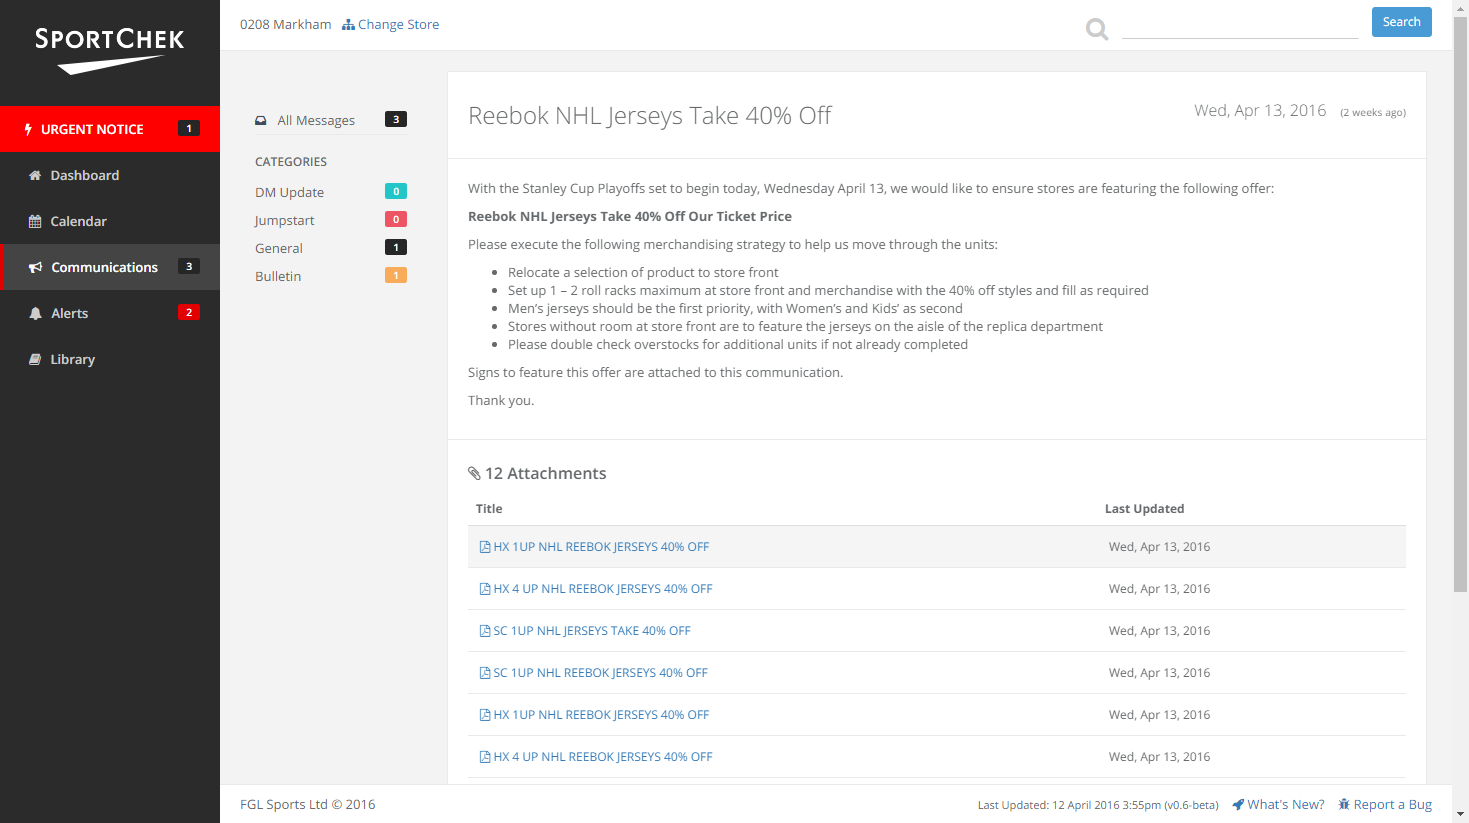 SPORTCHEK
URGENT NOTICE 1
Dashboard
Calendar
Communications 3
Alerts 2
Library
0208 Markham Change Store
Search
All Messages 3
CATEGORIES
DM Update 0
Jumpstart 0
General 1
Bulletin 1
Reebok NHL Jerseys Take 40% Off
Wed, Apr 13, 2016 (2 weeks ago)
With the Stanley Cup Playoffs set to begin today, Wednesday April 13, we would like to ensure stores are featuring the following offer:
Reebok NHL Jerseys Take 40% Off Our Ticket Price
Please execute the following merchandising strategy to help us move through the units:
• Relocate a selection of product to store front
• Set up 1 – 2 roll racks maximum at store front and merchandise with the 40% off styles and fill as required
• Men’s jerseys should be the first priority, with Women’s and Kids’ as second
• Stores without room at store front are to feature the jerseys on the aisle of the replica department
• Please double check overstocks for additional units if not already completed
Signs to feature this offer are attached to this communication.
Thank you.
12 Attachments
Title Last Updated
HX 1UP NHL REEBOK JERSEYS 40% OFF Wed, Apr 13, 2016
HX 4 UP NHL REEBOK JERSEYS 40% OFF Wed, Apr 13, 2016
SC 1UP NHL JERSEYS TAKE 40% OFF Wed, Apr 13, 2016
SC 1UP NHL REEBOK JERSEYS 40% OFF Wed, Apr 13, 2016
HX 1UP NHL REEBOK JERSEYS 40% OFF Wed, Apr 13, 2016
HX 4 UP NHL REEBOK JERSEYS 40% OFF Wed, Apr 13, 2016
FGL Sports Ltd © 2016
Last Updated: 12 April 2016 3:55pm (v0.6-beta) What's New? Report a Bug